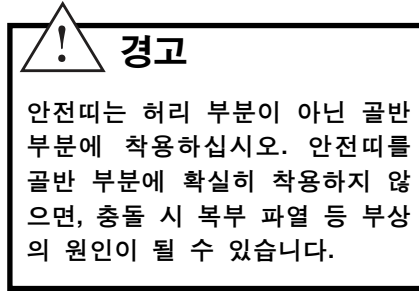 ! 경고
안전띠는 허리 부분이 아닌 골반
부분에 착용하십시오. 안전띠를
골반 부분에 확실히 착용하지 않
으면, 충돌 시 복부 파열 등 부상
의 원인이 될 수 있습니다.